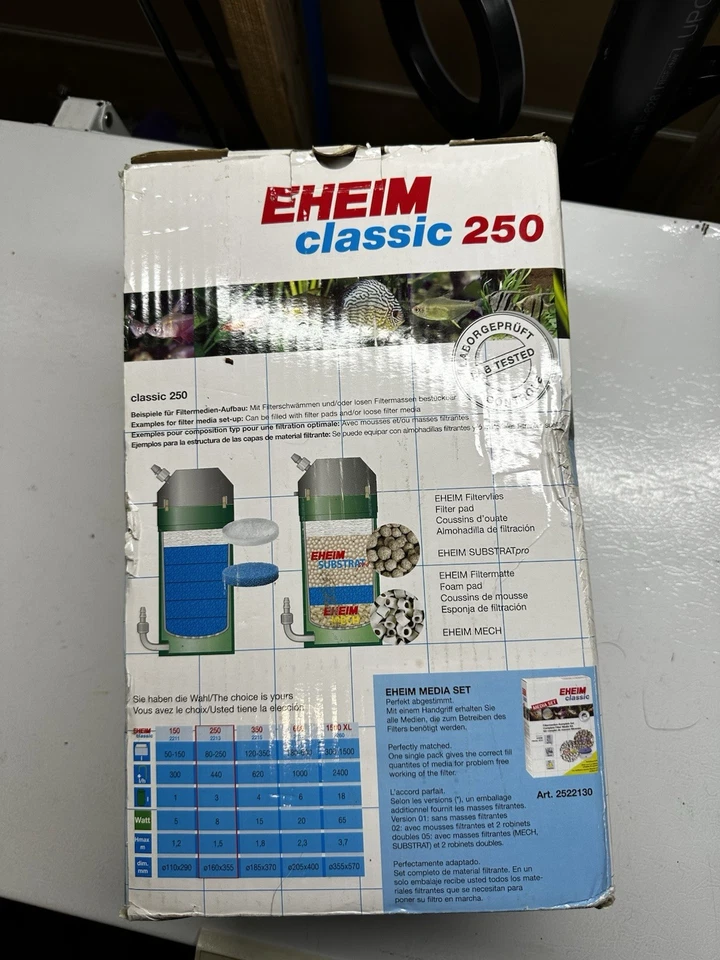 EHEIM
classic 250
LABORGEPRÜFT
TESTED
classic 250
Beispiele für Filtermedien-Aufbau: Mit Filterschwämmen und/oder losen Filtermassen bestückbar
Examples for filter media set-up: Can be filled with filter pads and/or loose filter media
Exemples pour composition typ pour une filtration optimale: Avec mousses et/ou masses filtrantes
Ejemplos para la estructura de las capas de material filtrante: Se puede equipar con almohadillas filtrantes
EHEIM
SUBSTRAT
EHEIM
MECH
EHEIM Filtervlies
Filter pad
Coussins d'ouate
Almohadilla de filtración
EHEIM SUBSTRATpro
EHEIM Filtermatte
Foam pad
Coussins de mousse
Esponja de filtración
EHEIM MECH
Sie haben die Wahl/The choice is yours
Vous avez le choix/Usted tiene la elección
EHEIM classic 150 250 350 1500 XL
2211 2213 2215
50-150 80-250 120-350 300-1500
l/h 300 440 620 1000 2400
1 3 4 6 18
Watt 5 8 15 20 65
Hmax m 1,2 1,5 1,8 2,3 3,7
dim. mm ø110x290 ø160x355 ø185x370 ø205x400 ø355x570
EHEIM MEDIA SET
Perfekt abgestimmt.
Mit einem Handgriff erhalten Sie
alle Medien, die zum Betreiben des
Filters benötigt werden.
Perfectly matched.
One single pack gives the correct fill
quantites of media for problem free
working of the filter.
L'accord parfait.
Selon les versions (*), un emballage
additionnel fournit les masses filtrantes.
Version 01: sans masses filtrantes
02: avec mousses filtrantes et 2 robinets
doubles 05: avec masses filtrantes (MECH,
SUBSTRAT) et 2 robinets doubles.
Perfectamente adaptado.
Set completo de material filtrante. En un
solo embalaje recibe usted todos los mate-
riales filtrantes que se necesitan para
poner su filtro en marcha.
EHEIM
classic
MEDIA SET
Art. 2522130